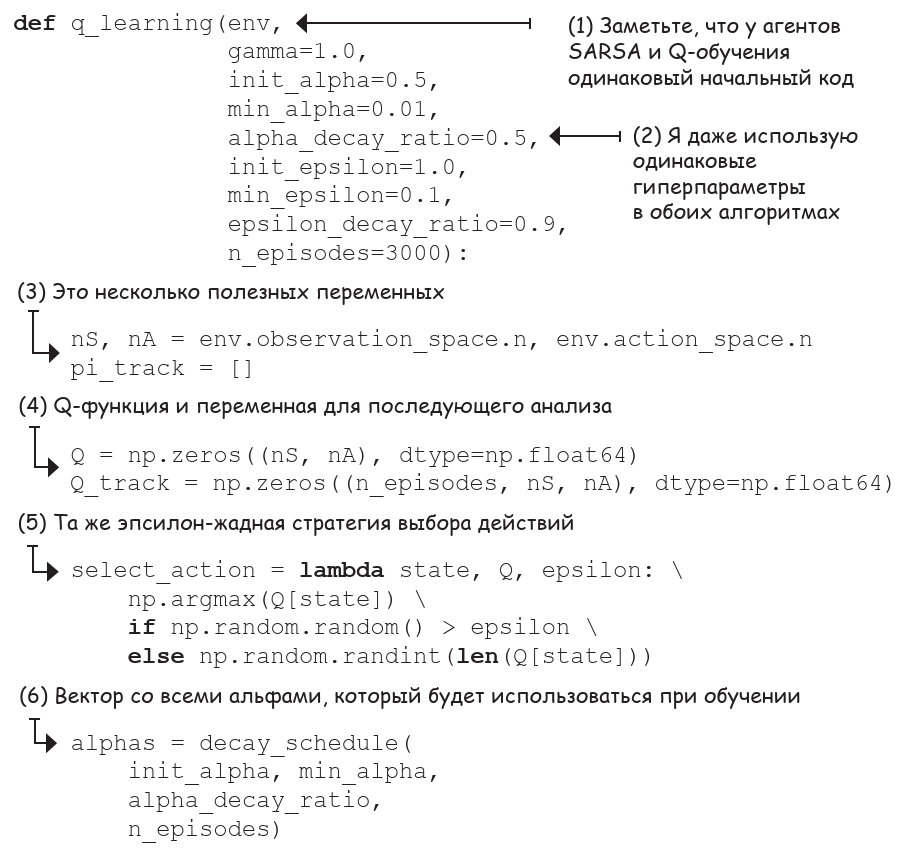 def q_learning(env,
(1) Заметьте, что у агентов
SARSA и Q-обучения
одинаковый начальный код
gamma=1.0,
init_alpha=0.5,
min_alpha=0.01,
alpha_decay_ratio=0.5,
(2) Я даже использую
одинаковые
гиперпараметры
в обоих алгоритмах
init_epsilon=1.0,
min_epsilon=0.1,
epsilon_decay_ratio=0.9,
n_episodes=3000):
(3) Это несколько полезных переменных
nS, nA = env.observation_space.n, env.action_space.n
pi_track = []
(4) Q-функция и переменная для последующего анализа
Q = np.zeros((nS, nA), dtype=np.float64)
Q_track = np.zeros((n_episodes, nS, nA), dtype=np.float64)
(5) Та же эпсилон-жадная стратегия выбора действий
select_action = lambda state, Q, epsilon: \
np.argmax(Q[state]) \
if np.random.random() > epsilon \
else np.random.randint(len(Q[state]))
(6) Вектор со всеми альфами, который будет использоваться при обучении
alphas = decay_schedule(
init_alpha, min_alpha,
alpha_decay_ratio,
n_episodes)